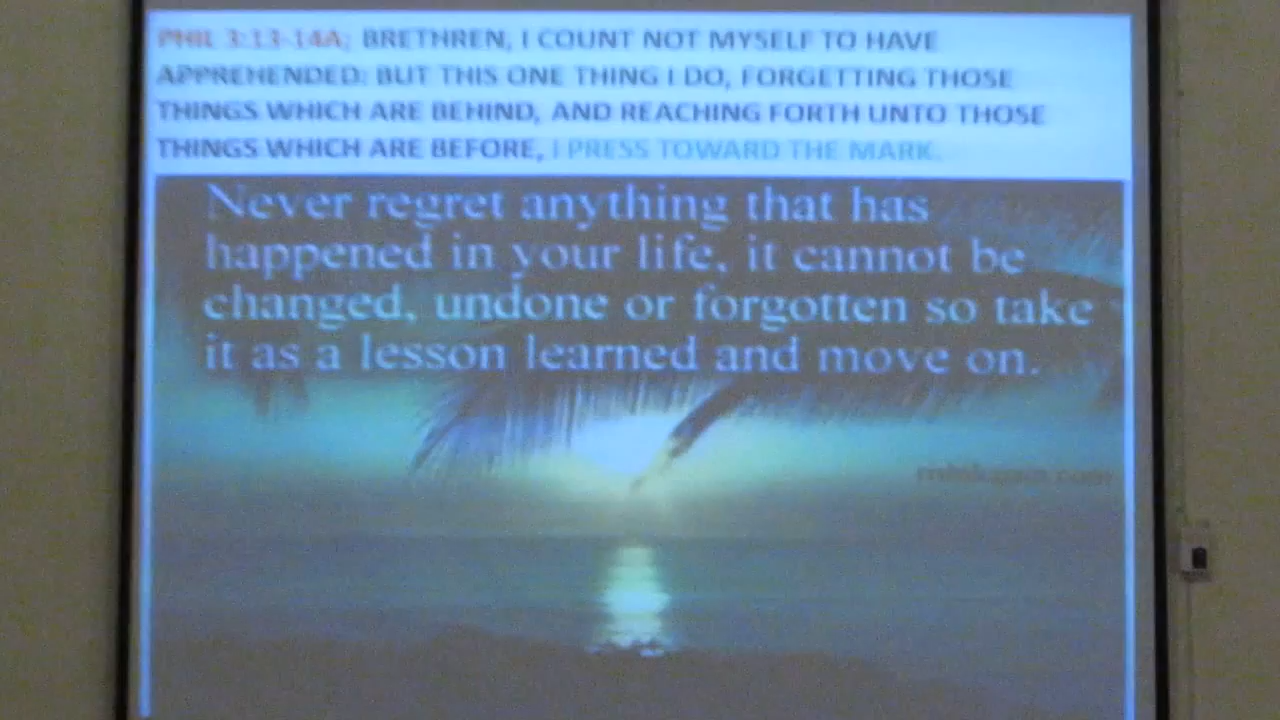 PHIL 3:13-14A; BRETHREN, I COUNT NOT MYSELF TO HAVE
APPREHENDED: BUT THIS ONE THING I DO, FORGETTING THOSE
THINGS WHICH ARE BEHIND, AND REACHING FORTH UNTO THOSE
THINGS WHICH ARE BEFORE, I PRESS TOWARD THE MARK.
Never regret anything that has
happened in your life, it cannot be
changed, undone or forgotten so take
it as a lesson learned and move on.